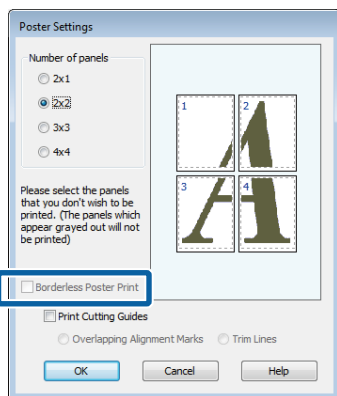 Poster Settings
Number of panels
2x1
2x2
3x3
4x4
1 2
3 4
Please select the panels
that you don't wish to be
printed. (The panels which
appear grayed out will not
be printed)
Borderless Poster Print
Print Cutting Guides
Overlapping Alignment Marks Trim Lines
OK Cancel Help